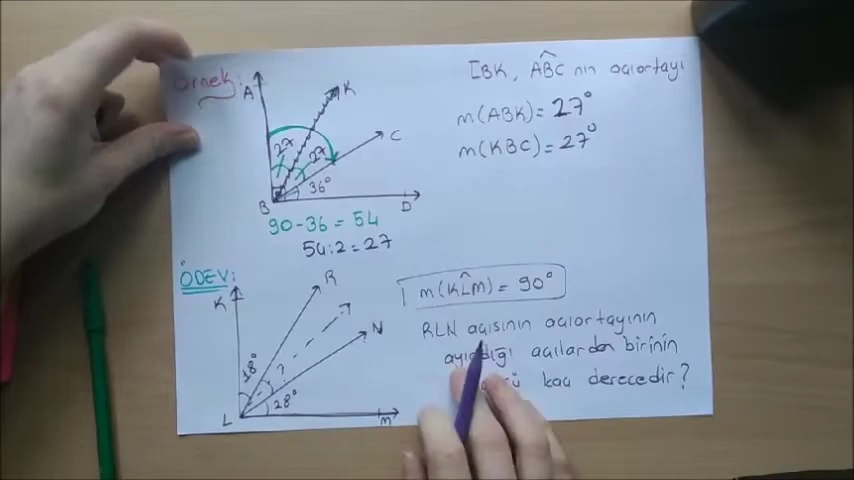 Örnek:
[BK, ABC nin açıortayı
A
K
m(ABK) = 27°
C
m(KBC) = 27°
27
27
36°
B
D
90-36=54
54:2=27
ÖDEV:
R
K
m(KLM) = 90°
N
RLN açısının açıortayının
ayırdığı açılardan birinin
18°
?
kaç derecedir?
28°
L
M